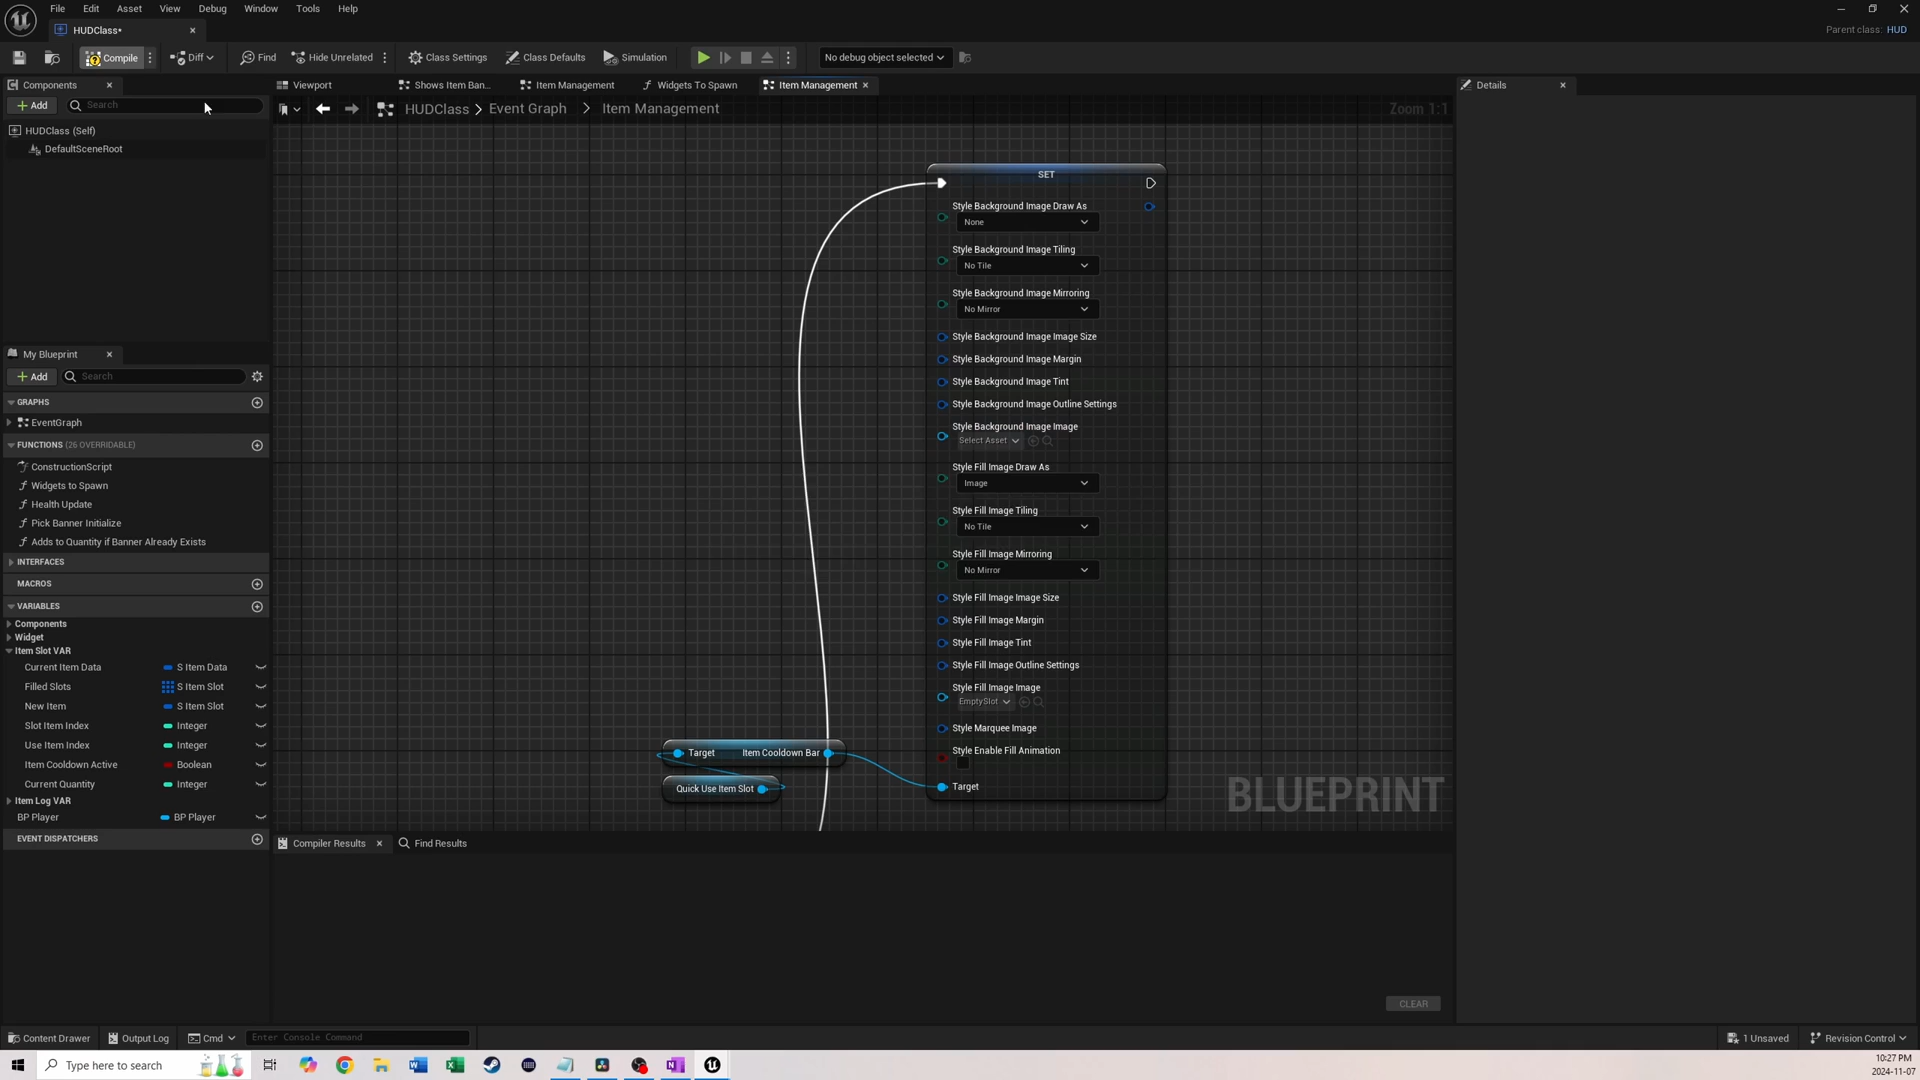 File Edit Asset View Debug Window Tools Help
HUDClass*
Parent class: HUD
Compile Diff Find Hide Unrelated Class Settings Class Defaults Simulation No debug object selected
Components
Viewport Shows Item Ban... Item Management Widgets To Spawn Item Management
Details
Add Search
HUDClass > Event Graph > Item Management
Zoom 1:1
HUDClass (Self)
DefaultSceneRoot
SET
Style Background Image Draw As
None
Style Background Image Tiling
No Tile
Style Background Image Mirroring
No Mirror
Style Background Image Image Size
Style Background Image Margin
Style Background Image Tint
Style Background Image Outline Settings
Style Background Image Image
Select Asset
Style Fill Image Draw As
Image
Style Fill Image Tiling
No Tile
Style Fill Image Mirroring
No Mirror
Style Fill Image Image Size
Style Fill Image Margin
Style Fill Image Tint
Style Fill Image Outline Settings
Style Fill Image Image
EmptySlot
Style Marquee Image
Style Enable Fill Animation
Target
Target Item Cooldown Bar
Quick Use Item Slot
BLUEPRINT
My Blueprint
Add Search
GRAPHS
EventGraph
FUNCTIONS (26 OVERRIDABLE)
ConstructionScript
Widgets to Spawn
Health Update
Pick Banner Initialize
Adds to Quantity if Banner Already Exists
INTERFACES
MACROS
VARIABLES
Components
Widget
Item Slot VAR
Current Item Data S Item Data
Filled Slots S Item Slot
New Item S Item Slot
Slot Item Index Integer
Use Item Index Integer
Item Cooldown Active Boolean
Current Quantity Integer
Item Log VAR
BP Player BP Player
EVENT DISPATCHERS
Compiler Results Find Results
CLEAR
Content Drawer Output Log Cmd Enter Console Command
1 Unsaved Revision Control
Type here to search
10:27 PM
2024-11-07